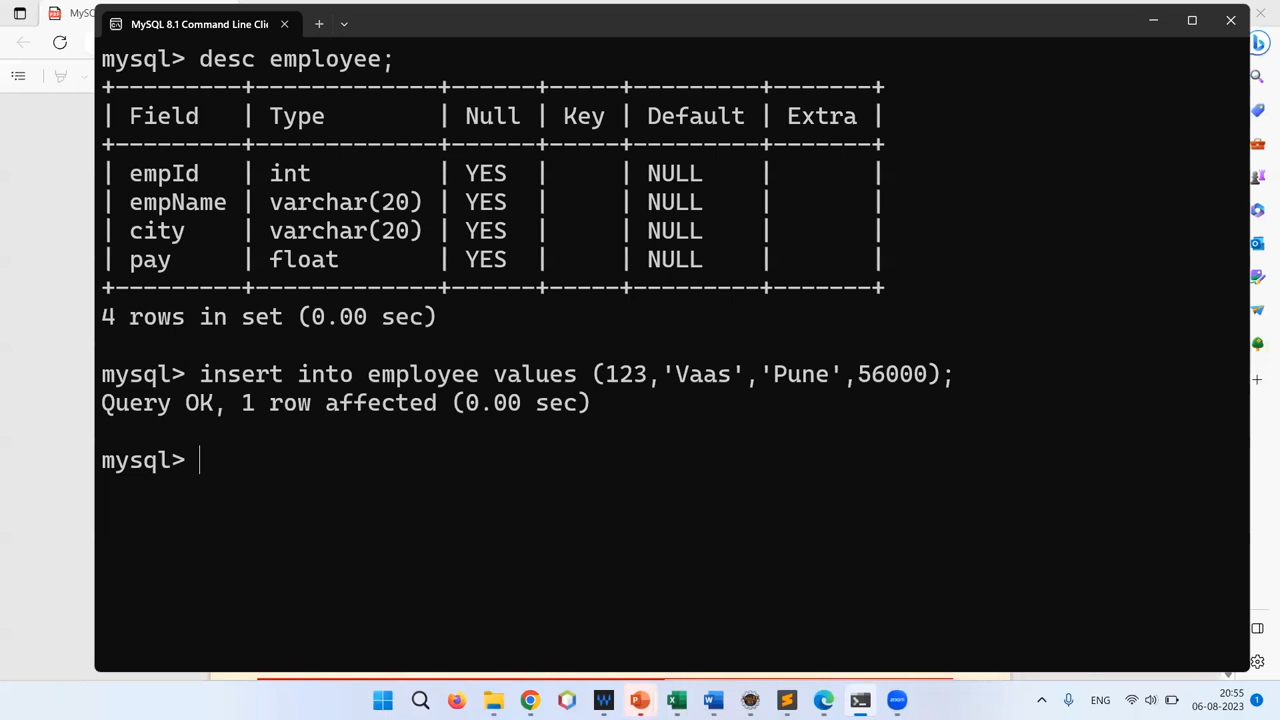 MySC
MySQL 8.1 Command Line Clie
mysql> desc employee;
+---------+-------------+------+-----+---------+-------+
| Field   | Type        | Null | Key | Default | Extra |
+---------+-------------+------+-----+---------+-------+
| empId   | int         | YES  |     | NULL    |       |
| empName | varchar(20) | YES  |     | NULL    |       |
| city    | varchar(20) | YES  |     | NULL    |       |
| pay     | float       | YES  |     | NULL    |       |
+---------+-------------+------+-----+---------+-------+
4 rows in set (0.00 sec)
mysql> insert into employee values (123,'Vaas','Pune',56000);
Query OK, 1 row affected (0.00 sec)
mysql>
ENG
20:55
06-08-2023